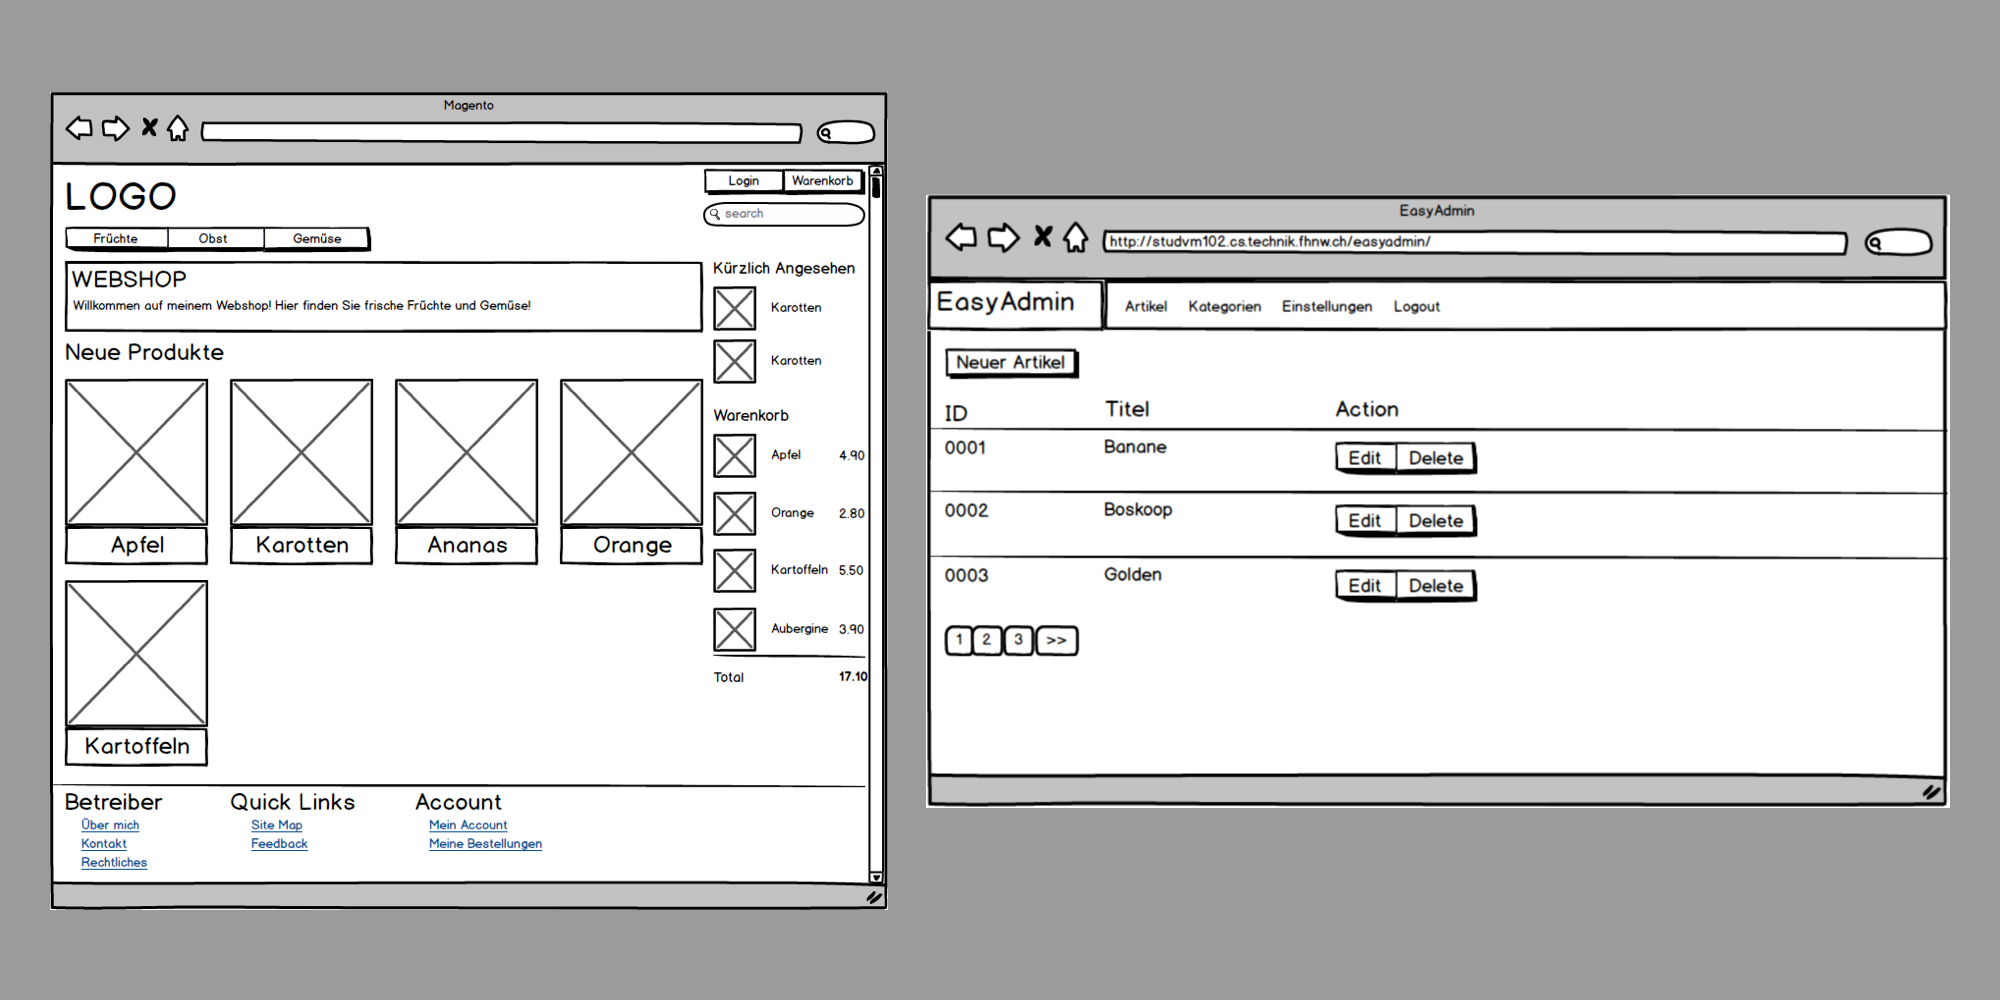 Magento
LOGO
Login Warenkorb
search
Früchte Obst Gemüse
WEBSHOP
Willkommen auf meinem Webshop! Hier finden Sie frische Früchte und Gemüse!
Neue Produkte
Apfel Karotten Ananas Orange
Kartoffeln
Kürzlich Angesehen
Karotten
Karotten
Warenkorb
Apfel 4.90
Orange 2.80
Kartoffeln 5.50
Aubergine 3.90
Total 17.10
Betreiber
Über mich
Kontakt
Rechtliches
Quick Links
Site Map
Feedback
Account
Mein Account
Meine Bestellungen
EasyAdmin
http://studvm102.cs.technik.fhnw.ch/easyadmin/
EasyAdmin
Artikel Kategorien Einstellungen Logout
Neuer Artikel
ID Titel Action
0001 Banane Edit Delete
0002 Boskoop Edit Delete
0003 Golden Edit Delete
1 2 3 >>